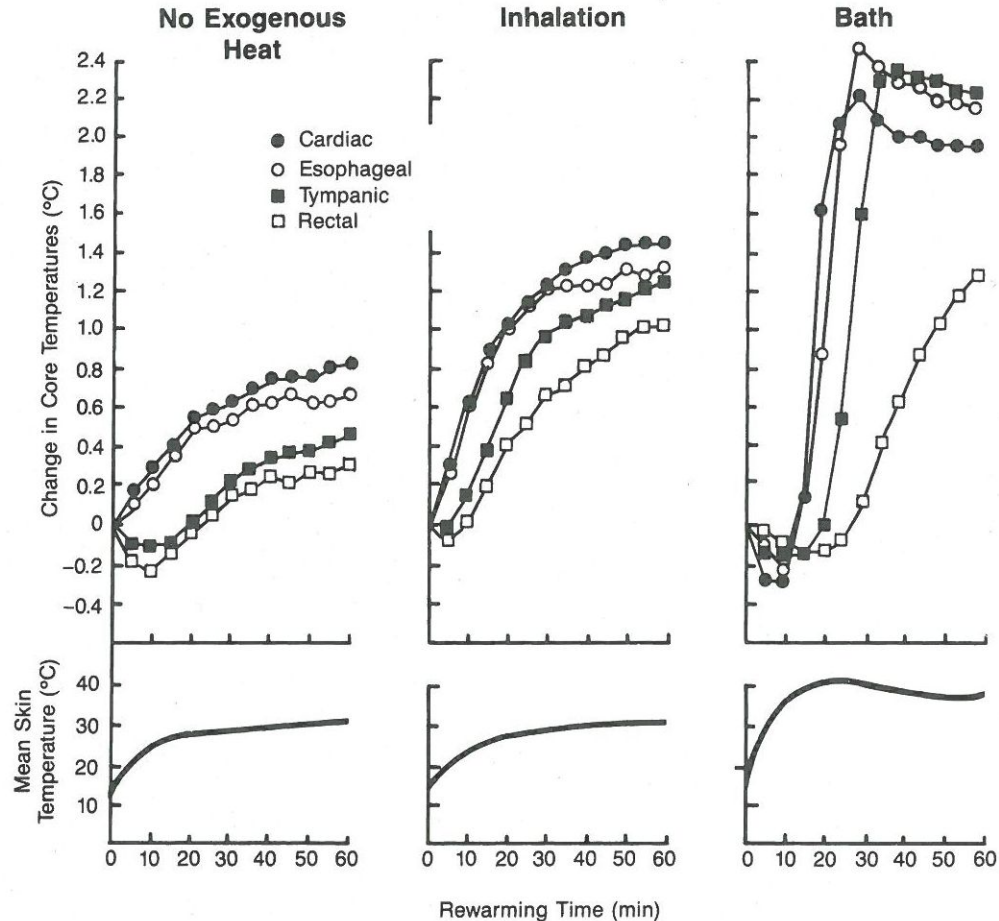 No Exogenous
Heat
Inhalation
Bath
Change in Core Temperatures (°C)
2.4
2.2
2.0
1.8
1.6
1.4
1.2
1.0
0.8
0.6
0.4
0.2
0
−0.2
−0.4
Cardiac
Esophageal
Tympanic
Rectal
Mean Skin
Temperature (°C)
40
30
20
10
0 10 20 30 40 50 60
0 10 20 30 40 50 60
0 10 20 30 40 50 60
Rewarming Time (min)